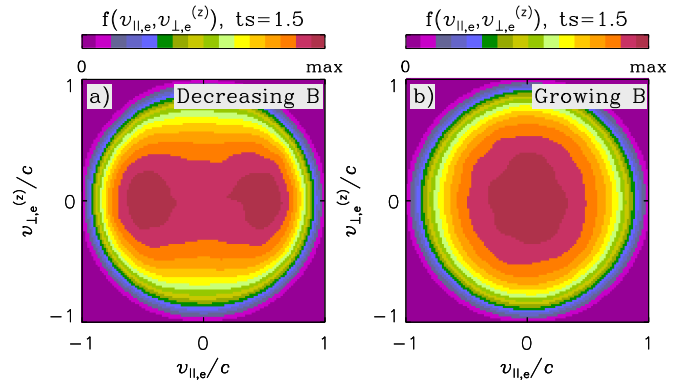 f(v||,e,v⊥,e(z)), ts=1.5
f(v||,e,v⊥,e(z)), ts=1.5
0 max
0 max
a) Decreasing B
b) Growing B
1
0
−1
v⊥,e(z)/c
1
0
−1
v⊥,e(z)/c
−1 0 1
−1 0 1
v||,e/c
v||,e/c